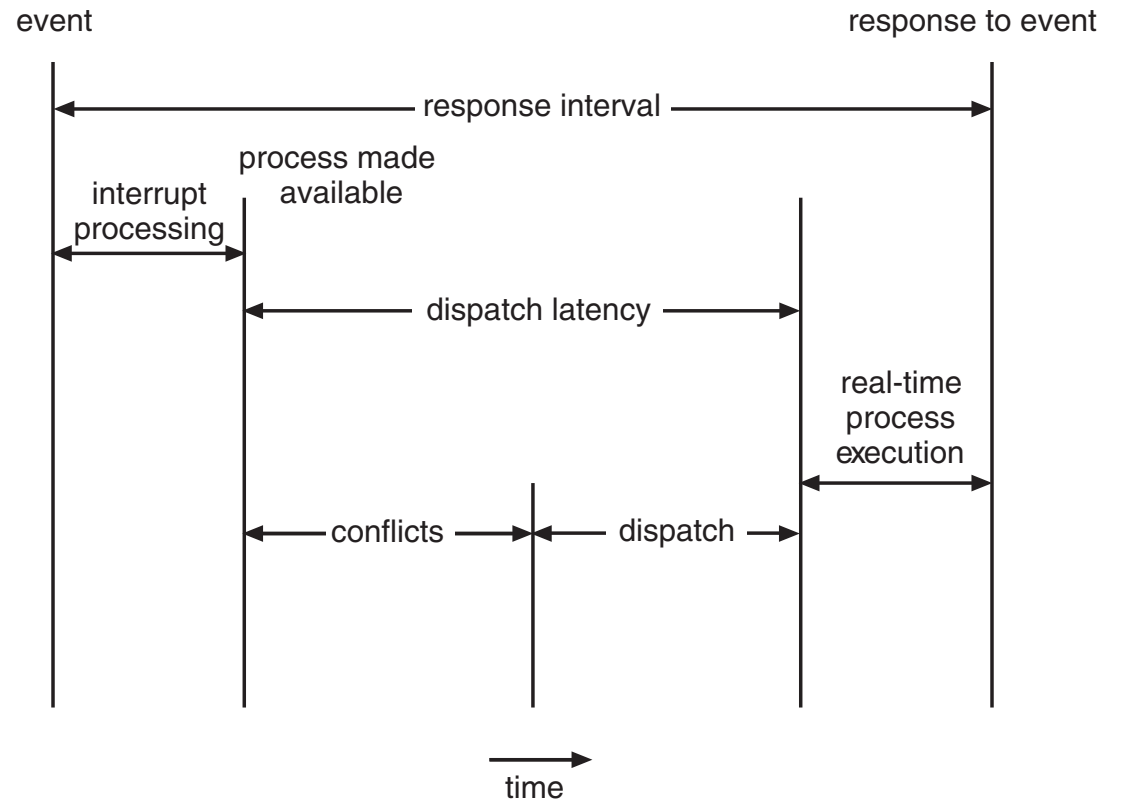 event
response to event
response interval
process made
available
interrupt
processing
dispatch latency
real-time
process
execution
conflicts
dispatch
time